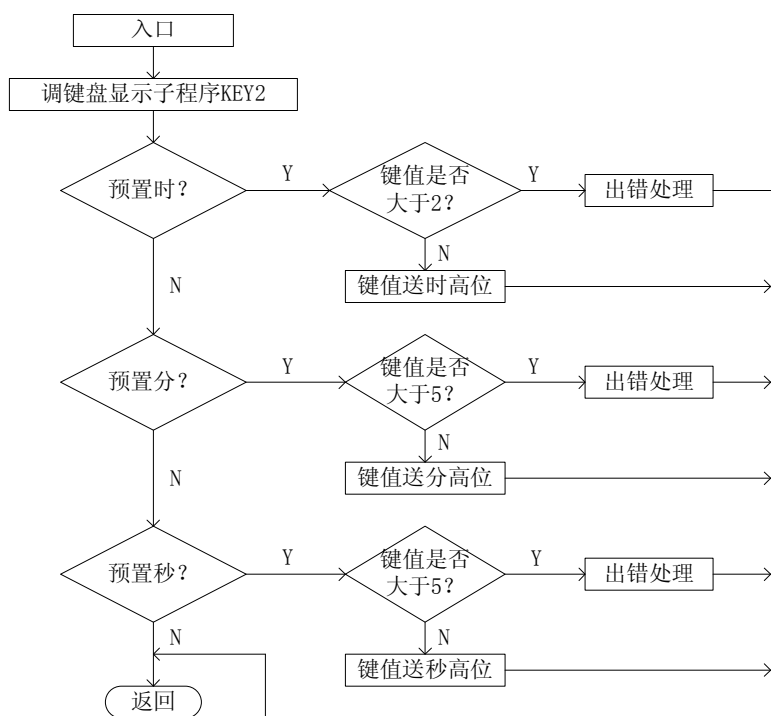 入口
调键盘显示子程序KEY2
预置时？
Y
键值是否
大于2？
Y
出错处理
N
N
键值送时高位
预置分？
Y
键值是否
大于5？
Y
出错处理
N
N
键值送分高位
预置秒？
Y
键值是否
大于5？
Y
出错处理
N
N
键值送秒高位
返回